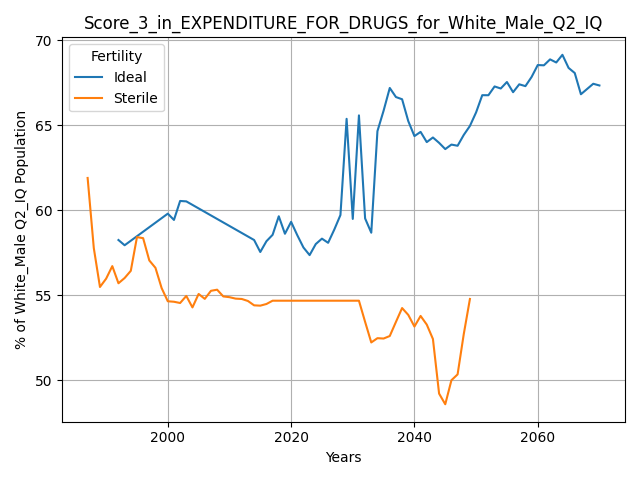 Score_3_in_EXPENDITURE_FOR_DRUGS_for_White_Male_Q2_IQ
Fertility
Ideal
Sterile
% of White_Male Q2_IQ Population
70
65
60
55
50
2000
2020
2040
2060
Years